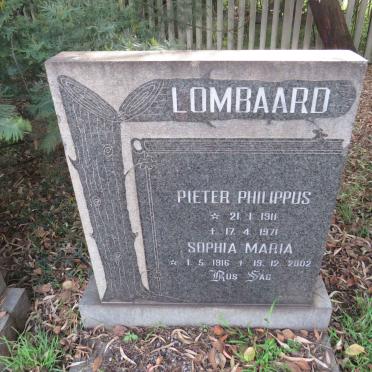 LOMBAARD
PIETER PHILIPPUS
☆ 21. 1. 1911
† 17. 4. 1971
SOPHIA MARIA
☆ 1. 5. 1916 † 19. 12. 2002
Rus Sag